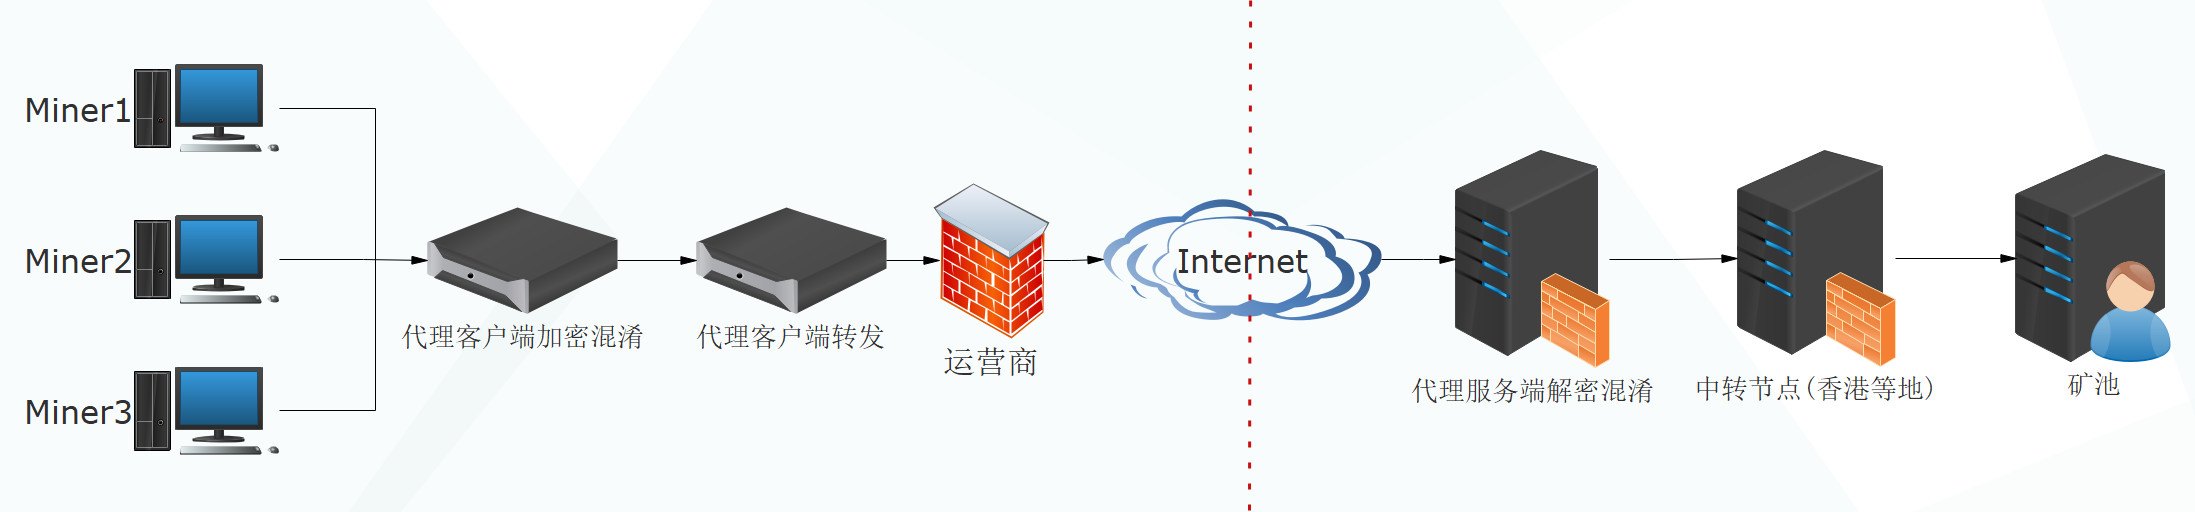 Miner1
Miner2
Miner3
代理客户端加密混淆
代理客户端转发
运营商
Internet
代理服务端解密混淆
中转节点(香港等地)
矿池